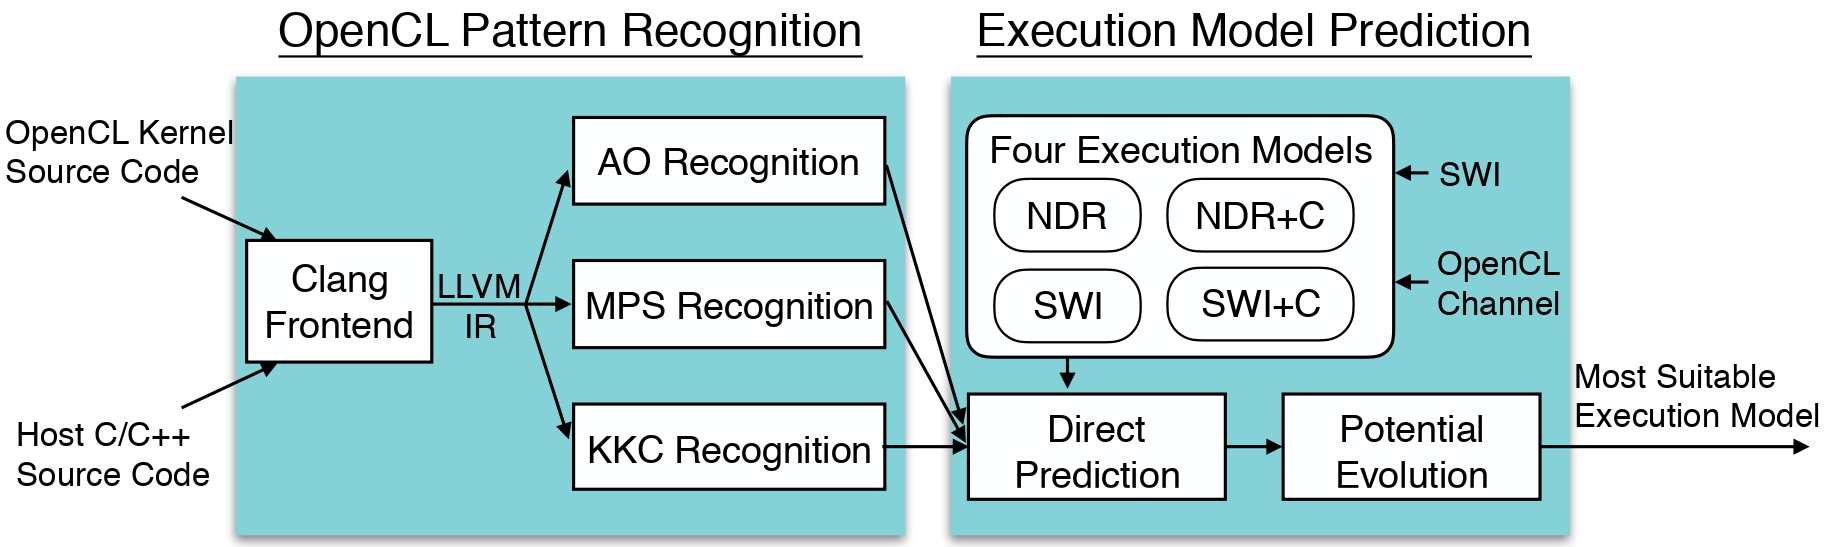 OpenCL Pattern Recognition
Execution Model Prediction
OpenCL Kernel
Source Code
Host C/C++
Source Code
Clang
Frontend
LLVM
IR
AO Recognition
MPS Recognition
KKC Recognition
Four Execution Models
NDR
NDR+C
SWI
SWI+C
SWI
OpenCL
Channel
Direct
Prediction
Potential
Evolution
Most Suitable
Execution Model